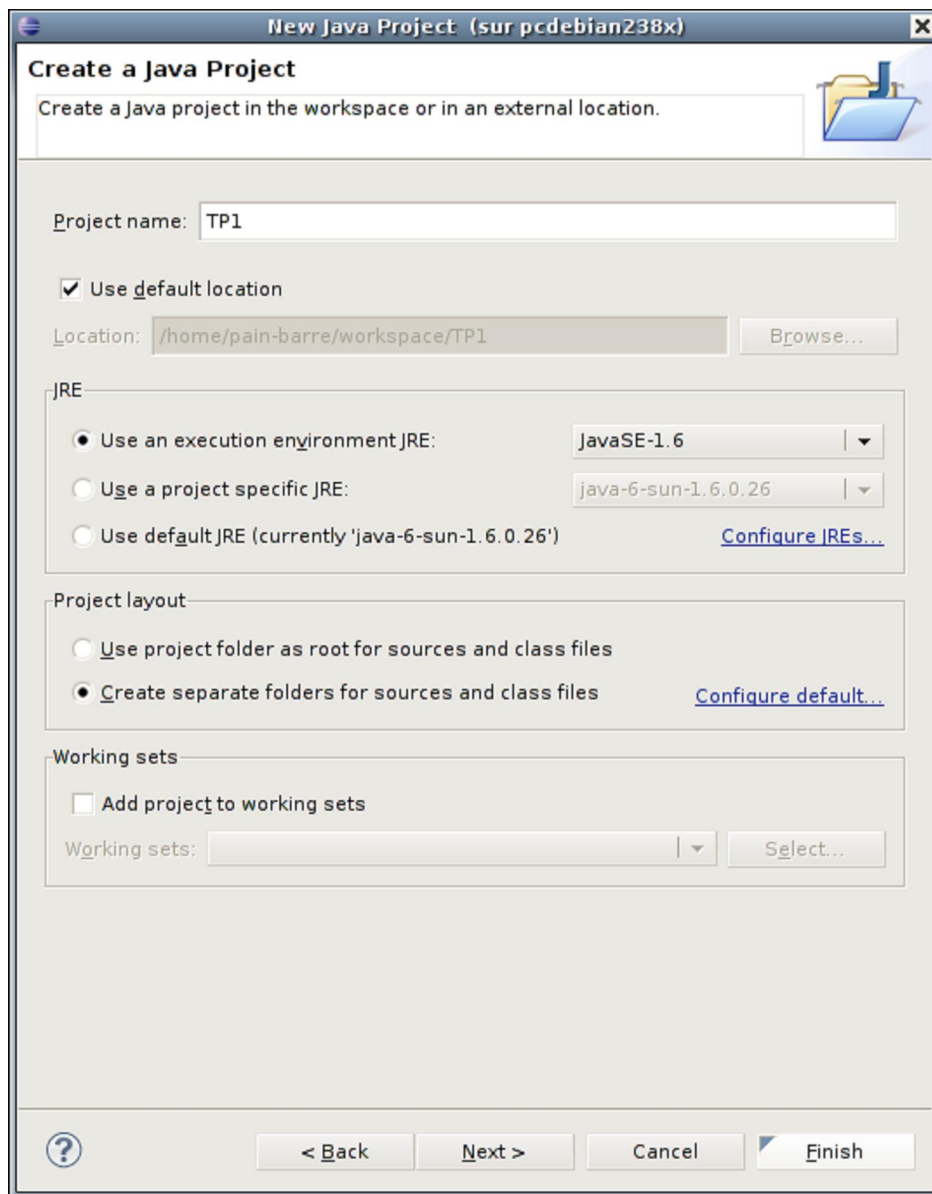 New Java Project (sur pcdebian238x)
Create a Java Project
Create a Java project in the workspace or in an external location.
Project name: TP1
Use default location
Location: /home/pain-barre/workspace/TP1 Browse...
JRE
Use an execution environment JRE: JavaSE-1.6
Use a project specific JRE: java-6-sun-1.6.0.26
Use default JRE (currently 'java-6-sun-1.6.0.26') Configure JREs...
Project layout
Use project folder as root for sources and class files
Create separate folders for sources and class files Configure default...
Working sets
Add project to working sets
Working sets: Select...
? < Back Next > Cancel Finish